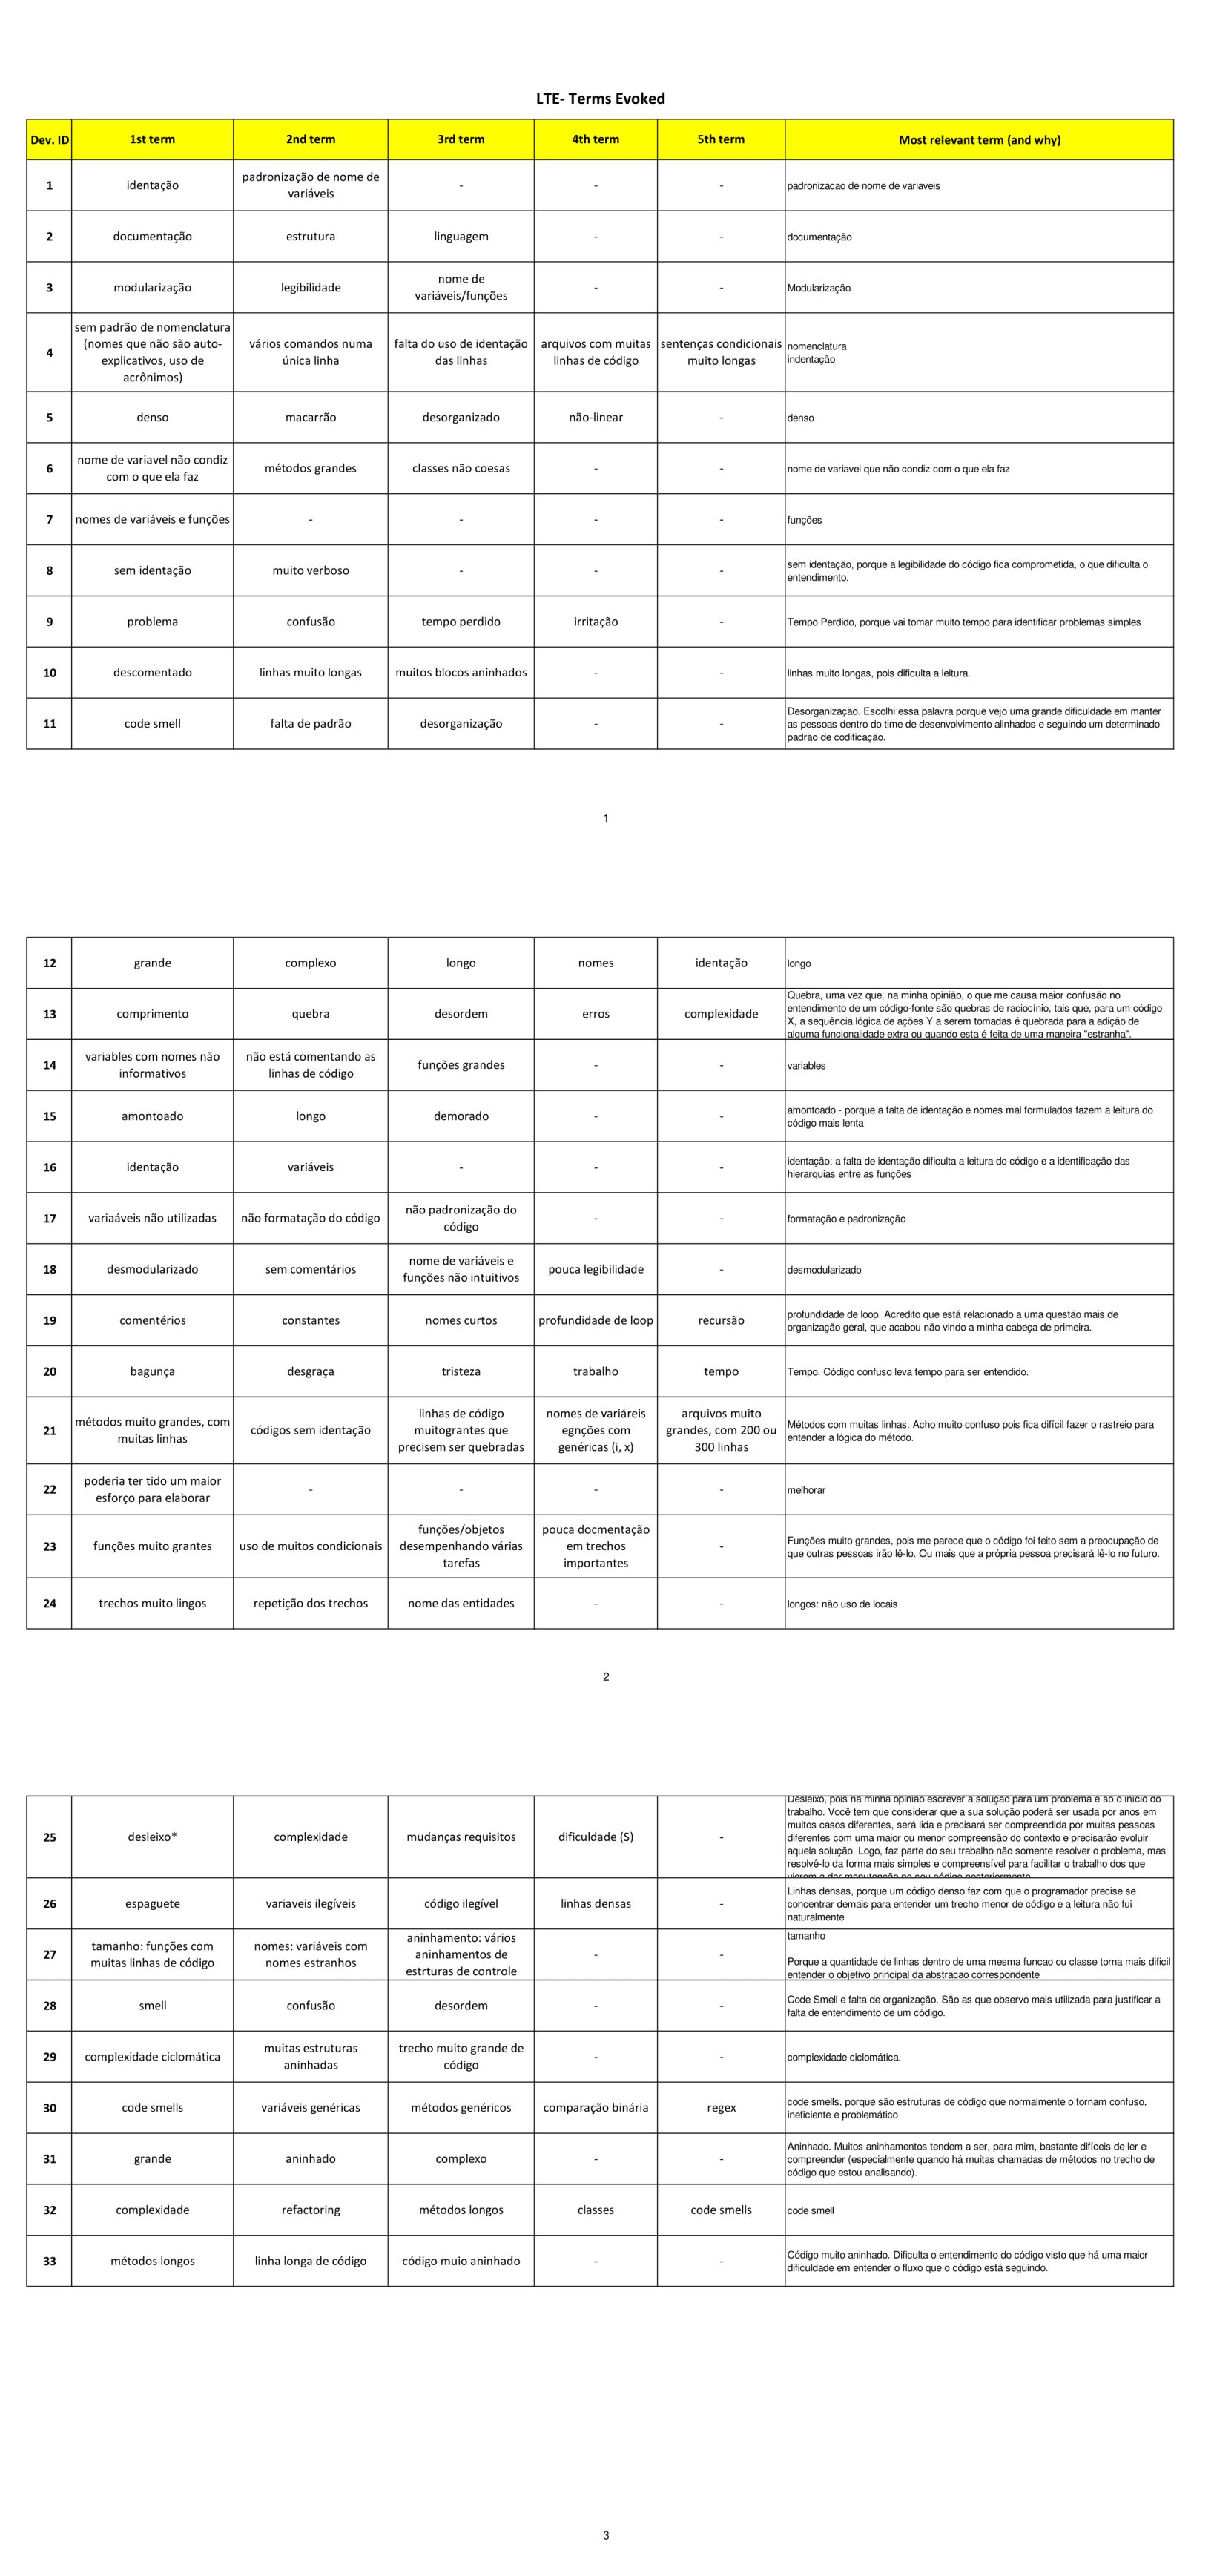 LTE- Terms Evoked
Dev. ID 1st term 2nd term 3rd term 4th term 5th term Most relevant term (and why)
1 identação padronização de nome de variáveis - - - padronizacao de nome de variaveis
2 documentação estrutura linguagem - - documentação
3 modularização legibilidade nome de variáveis/funções - - Modularização
4 sem padrão de nomenclatura (nomes que não são auto-explicativos, uso de acrônimos) vários comandos numa única linha falta do uso de identação das linhas arquivos com muitas linhas de código sentenças condicionais muito longas nomenclatura indentação
5 denso macarrão desorganizado não-linear - denso
6 nome de variavel não condiz com o que ela faz métodos grandes classes não coesas - - nome de variavel que não condiz com o que ela faz
7 nomes de variáveis e funções - - - - funções
8 sem identação muito verboso - - - sem identação, porque a legibilidade do código fica comprometida, o que dificulta o entendimento.
9 problema confusão tempo perdido irritação - Tempo Perdido, porque vai tomar muito tempo para identificar problemas simples
10 descomentado linhas muito longas muitos blocos aninhados - - linhas muito longas, pois dificulta a leitura.
11 code smell falta de padrão desorganização - - Desorganização. Escolhi essa palavra porque vejo uma grande dificuldade em manter as pessoas dentro do time de desenvolvimento alinhados e seguindo um determinado padrão de codificação.
1
12 grande complexo longo nomes identação longo
13 comprimento quebra desordem erros complexidade Quebra, uma vez que, na minha opinião, o que me causa maior confusão no entendimento de um código-fonte são quebras de raciocínio, tais que, para um código X, a sequência lógica de ações Y a serem tomadas é quebrada para a adição de alguma funcionalidade extra ou quando esta é feita de uma maneira "estranha".
14 variables com nomes não informativos não está comentando as linhas de código funções grandes - - variables
15 amontoado longo demorado - - amontoado - porque a falta de identação e nomes mal formulados fazem a leitura do código mais lenta
16 identação variáveis - - - identação: a falta de identação dificulta a leitura do código e a identificação das hierarquias entre as funções
17 variaáveis não utilizadas não formatação do código não padronização do código - - formatação e padronização
18 desmodularizado sem comentários nome de variáveis e funções não intuitivos pouca legibilidade - desmodularizado
19 comentérios constantes nomes curtos profundidade de loop recursão profundidade de loop. Acredito que está relacionado a uma questão mais de organização geral, que acabou não vindo a minha cabeça de primeira.
20 bagunça desgraça tristeza trabalho tempo Tempo. Código confuso leva tempo para ser entendido.
21 métodos muito grandes, com muitas linhas códigos sem identação linhas de código muitograntes que precisem ser quebradas nomes de variáreis egnções com genéricas (i, x) arquivos muito grandes, com 200 ou 300 linhas Métodos com muitas linhas. Acho muito confuso pois fica difícil fazer o rastreio para entender a lógica do método.
22 poderia ter tido um maior esforço para elaborar - - - - melhorar
23 funções muito grantes uso de muitos condicionais funções/objetos desempenhando várias tarefas pouca docmentação em trechos importantes - Funções muito grandes, pois me parece que o código foi feito sem a preocupação de que outras pessoas irão lê-lo. Ou mais que a própria pessoa precisará lê-lo no futuro.
24 trechos muito lingos repetição dos trechos nome das entidades - - longos: não uso de locais
2
25 desleixo* complexidade mudanças requisitos dificuldade (S) - Desleixo, pois na minha opinião escrever a solução para um problema é só o início do trabalho. Você tem que considerar que a sua solução poderá ser usada por anos em muitos casos diferentes, será lida e precisará ser compreendida por muitas pessoas diferentes com uma maior ou menor compreensão do contexto e precisarão evoluir aquela solução. Logo, faz parte do seu trabalho não somente resolver o problema, mas resolvê-lo da forma mais simples e compreensível para facilitar o trabalho dos que vierem a dar manutenção no seu código posteriormente.
26 espaguete variaveis ilegíveis código ilegível linhas densas - Linhas densas, porque um código denso faz com que o programador precise se concentrar demais para entender um trecho menor de código e a leitura não fui naturalmente
27 tamanho: funções com muitas linhas de código nomes: variáveis com nomes estranhos aninhamento: vários aninhamentos de estrturas de controle - - tamanho Porque a quantidade de linhas dentro de uma mesma funcao ou classe torna mais dificil entender o objetivo principal da abstracao correspondente
28 smell confusão desordem - - Code Smell e falta de organização. São as que observo mais utilizada para justificar a falta de entendimento de um código.
29 complexidade ciclomática muitas estruturas aninhadas trecho muito grande de código - - complexidade ciclomática.
30 code smells variáveis genéricas métodos genéricos comparação binária regex code smells, porque são estruturas de código que normalmente o tornam confuso, ineficiente e problemático
31 grande aninhado complexo - - Aninhado. Muitos aninhamentos tendem a ser, para mim, bastante difíceis de ler e compreender (especialmente quando há muitas chamadas de métodos no trecho de código que estou analisando).
32 complexidade refactoring métodos longos classes code smells code smell
33 métodos longos linha longa de código código muio aninhado - - Código muito aninhado. Dificulta o entendimento do código visto que há uma maior dificuldade em entender o fluxo que o código está seguindo.
3